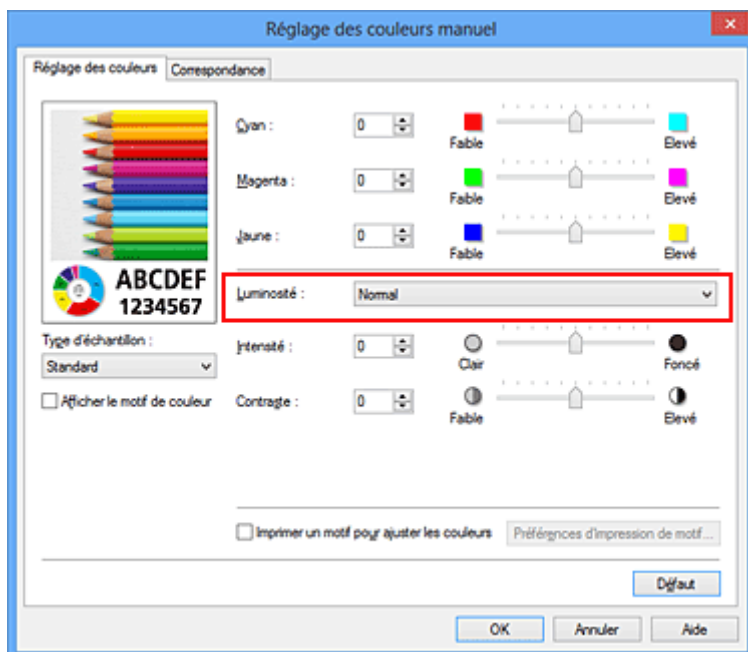 Réglage des couleurs manuel
Réglage des couleurs
Correspondance
ABCDEF
1234567
Type d'échantillon :
Standard
Afficher le motif de couleur
Cyan :
0
Fable
Elevé
Magenta :
0
Fable
Elevé
Jaune :
0
Fable
Elevé
Luminosité :
Normal
Intensité :
0
Clair
Foncé
Contraste :
0
Fable
Elevé
Imprimer un motif pour ajuster les couleurs
Préférences d'impression de motif...
Défaut
OK
Annuler
Aide